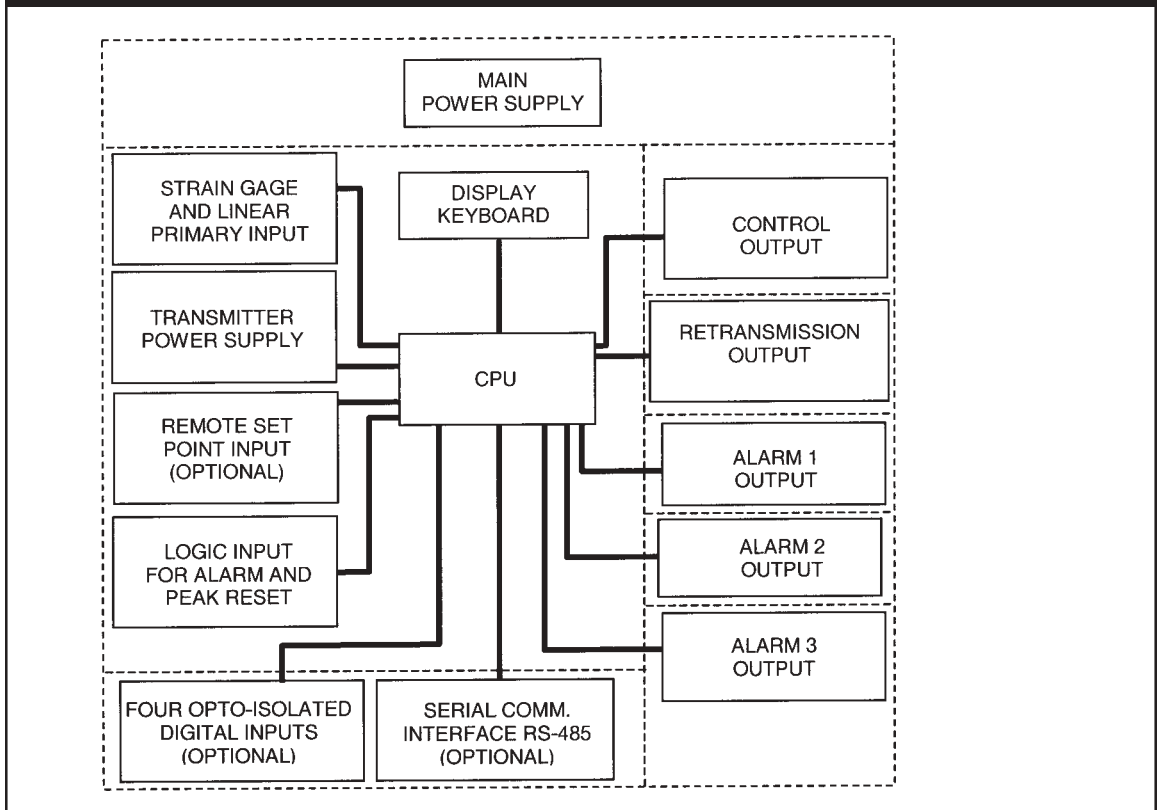 MAIN
POWER SUPPLY
STRAIN GAGE
AND LINEAR
PRIMARY INPUT
DISPLAY
KEYBOARD
CONTROL
OUTPUT
TRANSMITTER
POWER SUPPLY
CPU
RETRANSMISSION
OUTPUT
REMOTE SET
POINT INPUT
(OPTIONAL)
ALARM 1
OUTPUT
LOGIC INPUT
FOR ALARM AND
PEAK RESET
ALARM 2
OUTPUT
ALARM 3
OUTPUT
FOUR OPTO-ISOLATED
DIGITAL INPUTS
(OPTIONAL)
SERIAL COMM.
INTERFACE RS-485
(OPTIONAL)